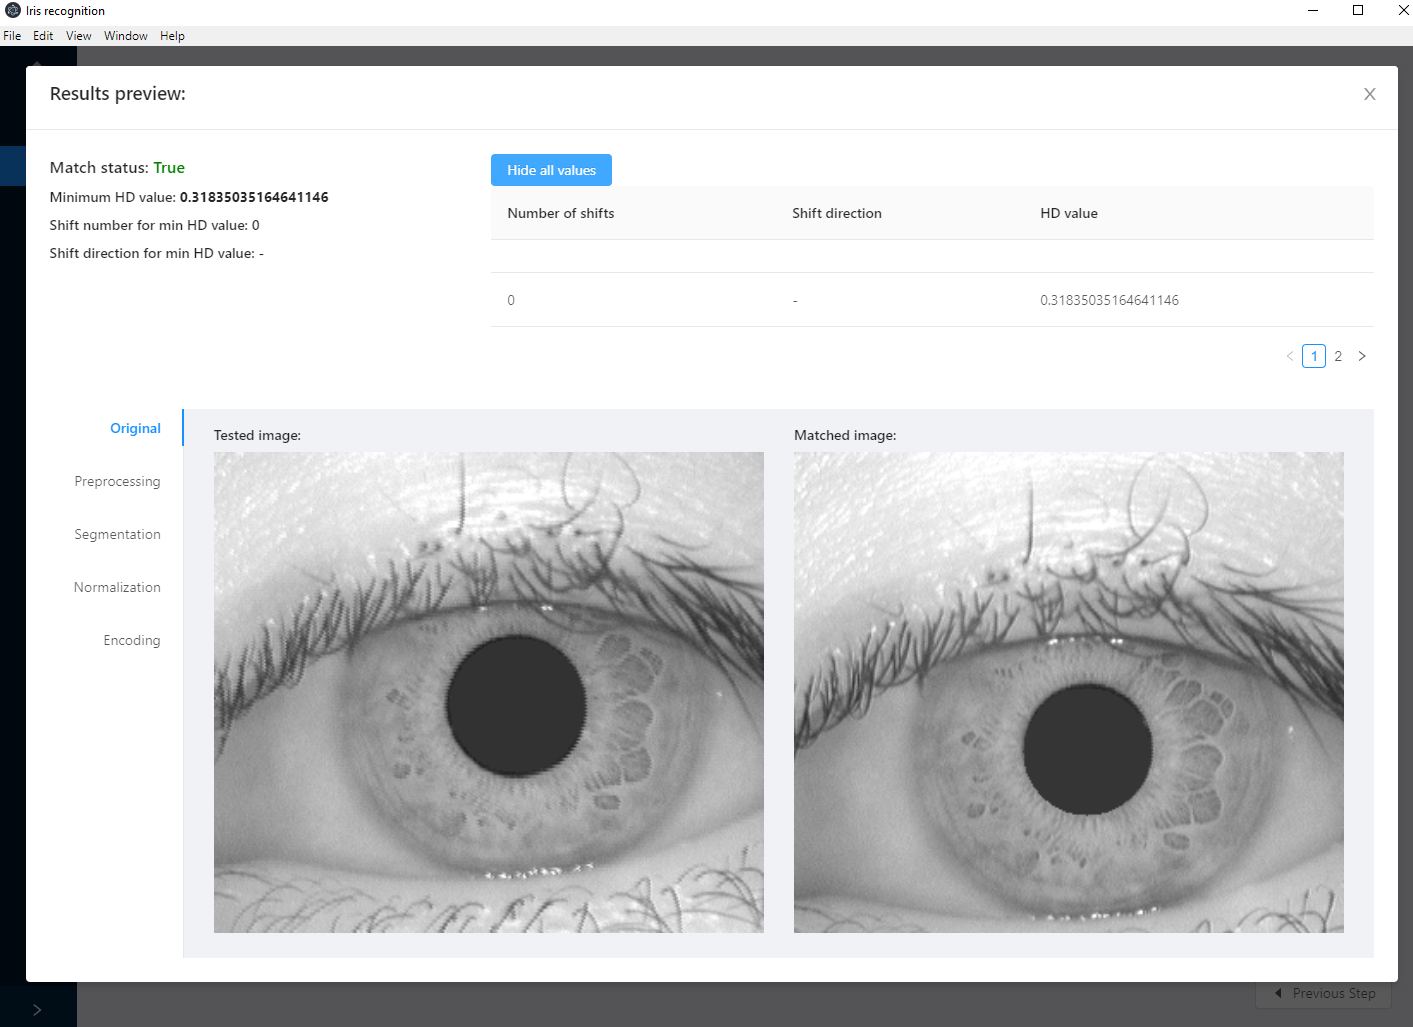 Iris recognition
File Edit View Window Help
Results preview:
Match status: True
Minimum HD value: 0.31835035164641146
Shift number for min HD value: 0
Shift direction for min HD value: -
Hide all values
Number of shifts Shift direction HD value
0 - 0.31835035164641146
1 2
Original
Preprocessing
Segmentation
Normalization
Encoding
Tested image:
Matched image:
Previous Step